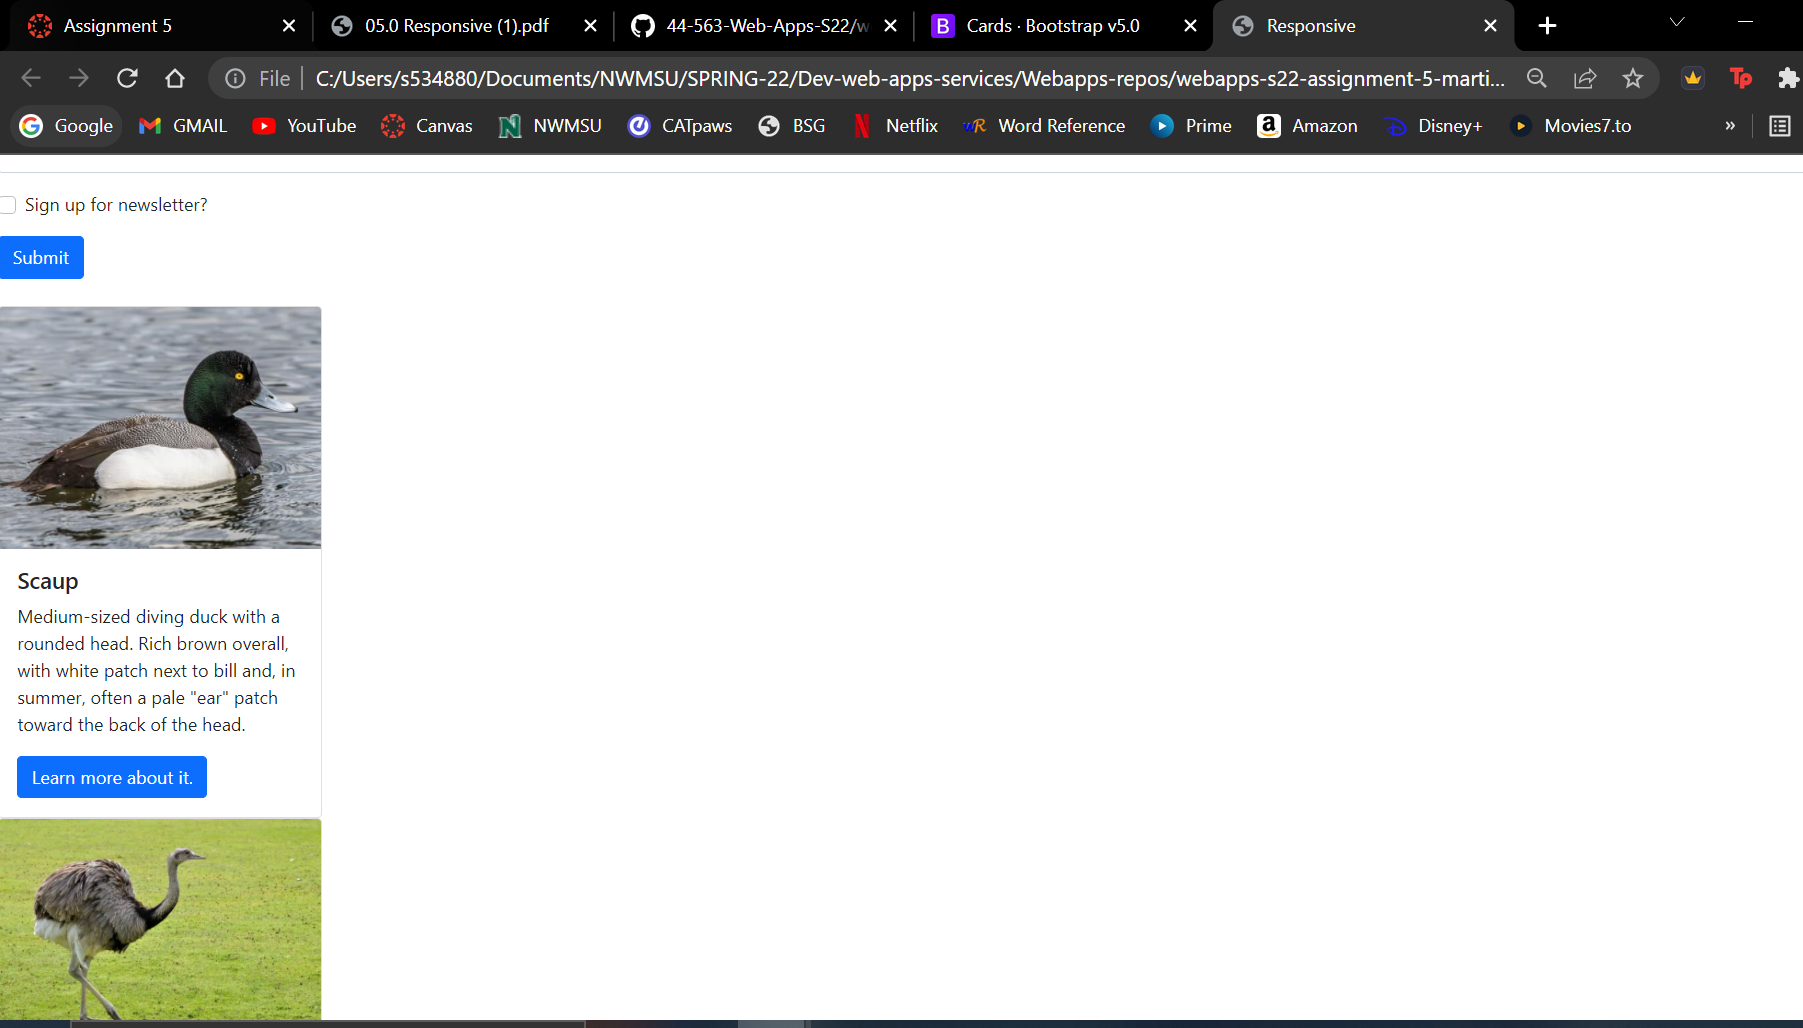 Assignment 5
05.0 Responsive (1).pdf
44-563-Web-Apps-S22/w
B Cards · Bootstrap v5.0
Responsive
File
C:/Users/s534880/Documents/NWMSU/SPRING-22/Dev-web-apps-services/Webapps-repos/webapps-s22-assignment-5-marti...
Tp
Google
GMAIL
YouTube
Canvas
N NWMSU
CATpaws
BSG
N Netflix
WR Word Reference
Prime
a Amazon
Disney+
Movies7.to
»
Sign up for newsletter?
Submit
Scaup
Medium-sized diving duck with a
rounded head. Rich brown overall,
with white patch next to bill and, in
summer, often a pale "ear" patch
toward the back of the head.
Learn more about it.